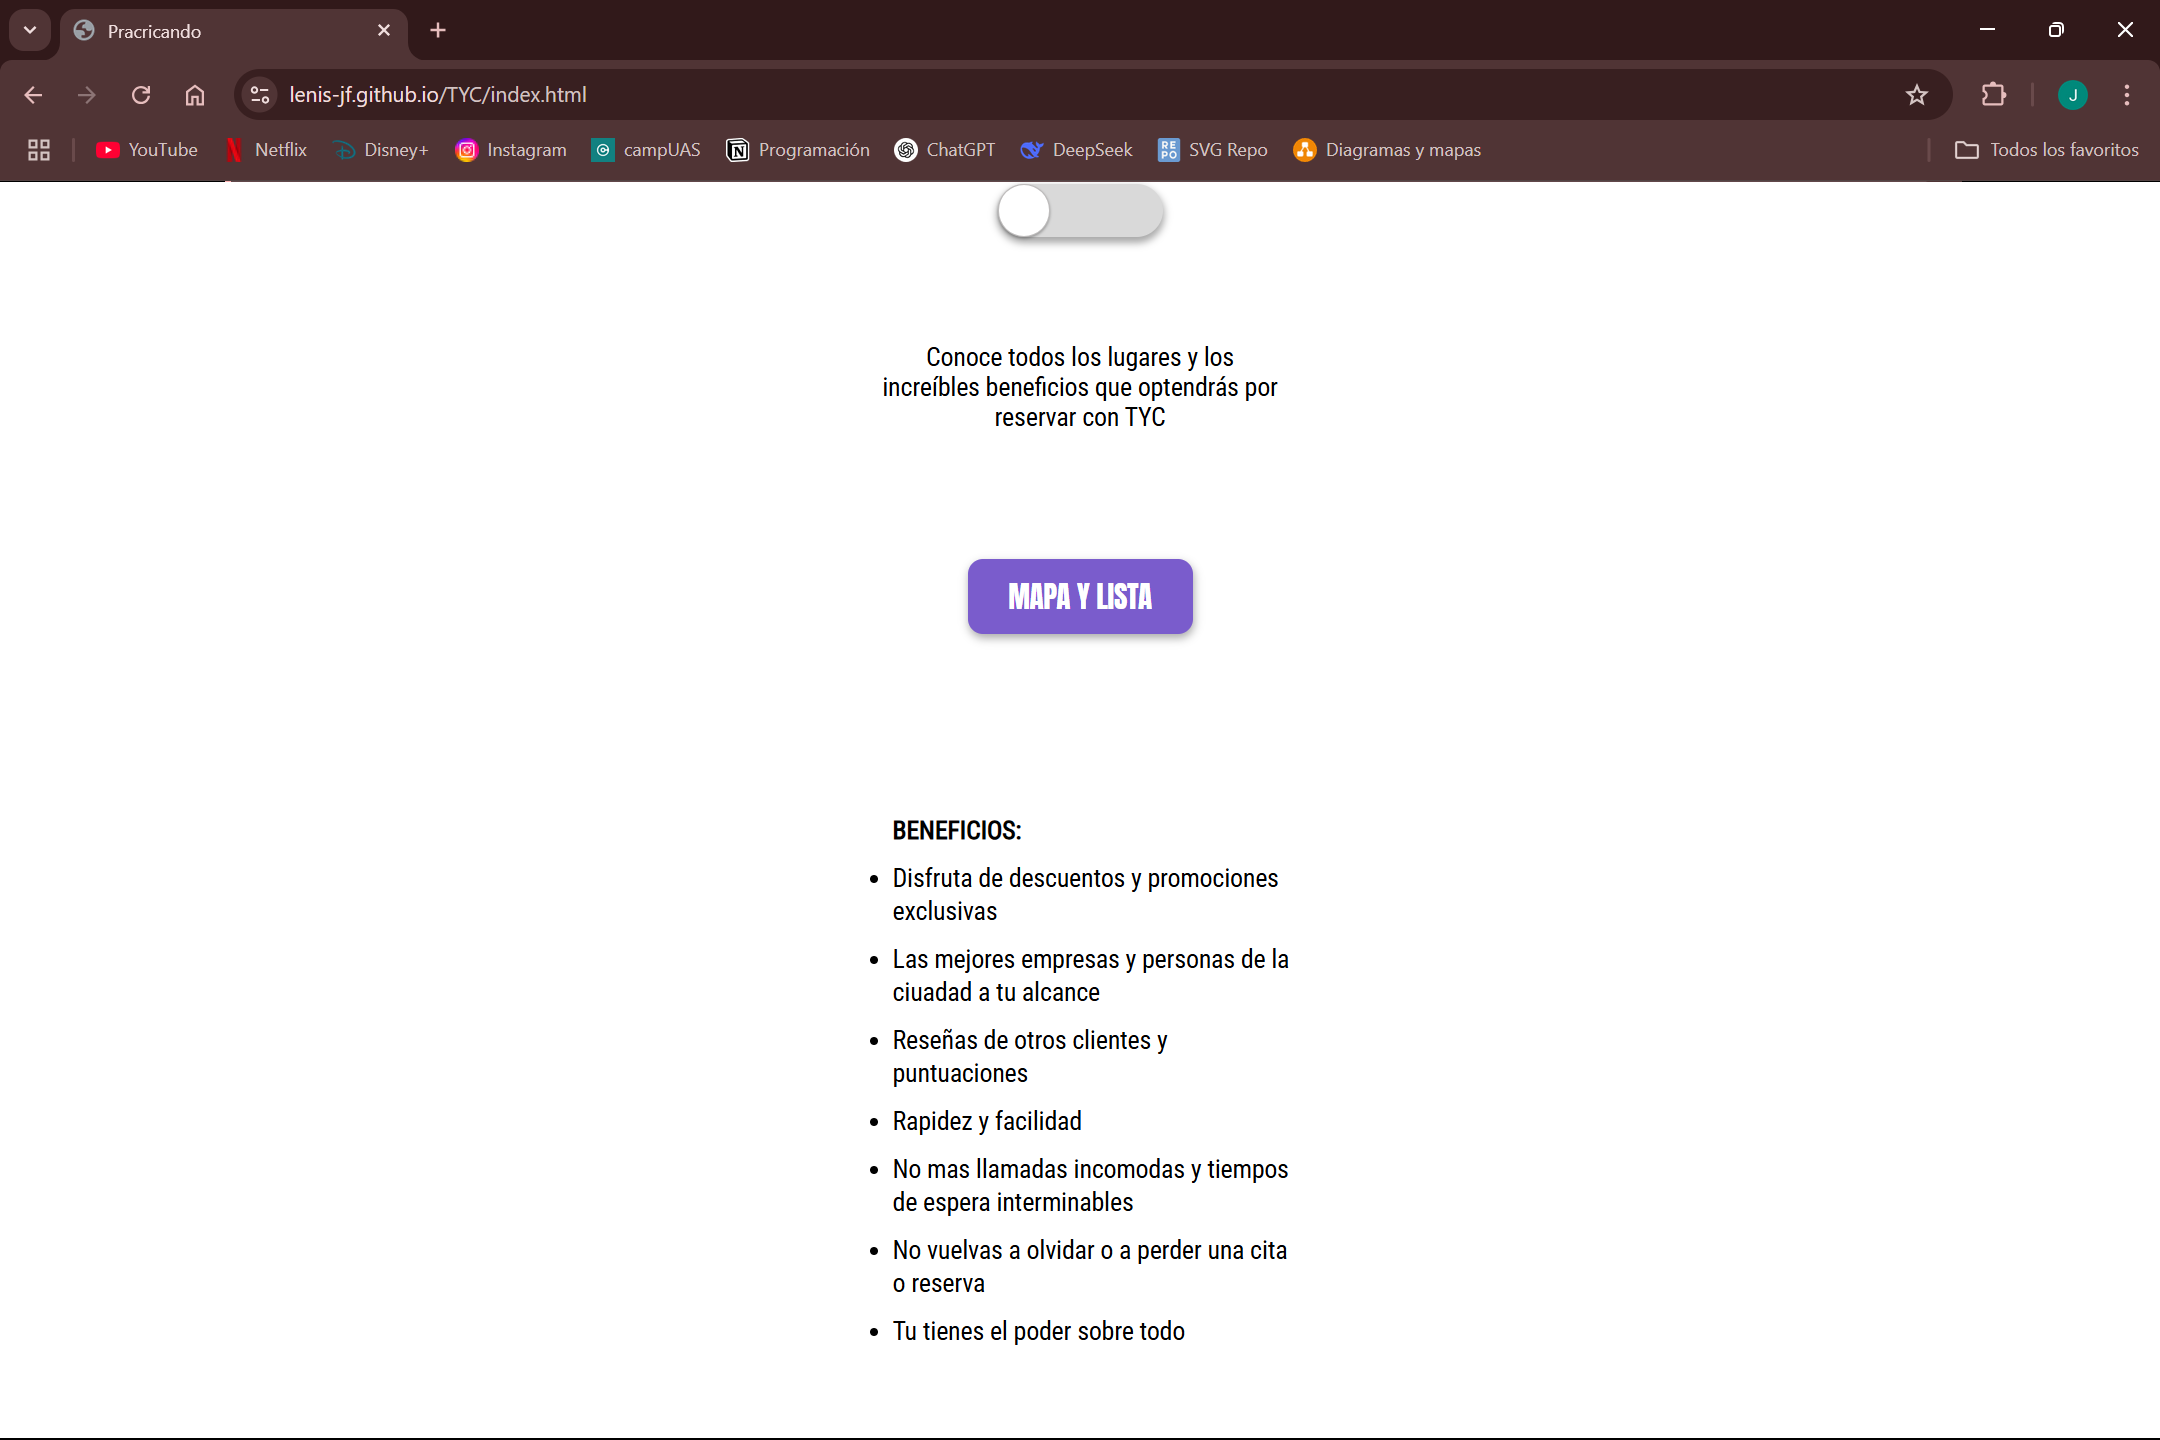 Pracricando
lenis-jf.github.io/TYC/index.html
J
YouTube Netflix Disney+ Instagram campUAS Programación ChatGPT DeepSeek SVG Repo Diagramas y mapas Todos los favoritos
Conoce todos los lugares y los
increíbles beneficios que optendrás por
reservar con TYC
MAPA Y LISTA
BENEFICIOS:
• Disfruta de descuentos y promociones
exclusivas
• Las mejores empresas y personas de la
ciuadad a tu alcance
• Reseñas de otros clientes y
puntuaciones
• Rapidez y facilidad
• No mas llamadas incomodas y tiempos
de espera interminables
• No vuelvas a olvidar o a perder una cita
o reserva
• Tu tienes el poder sobre todo